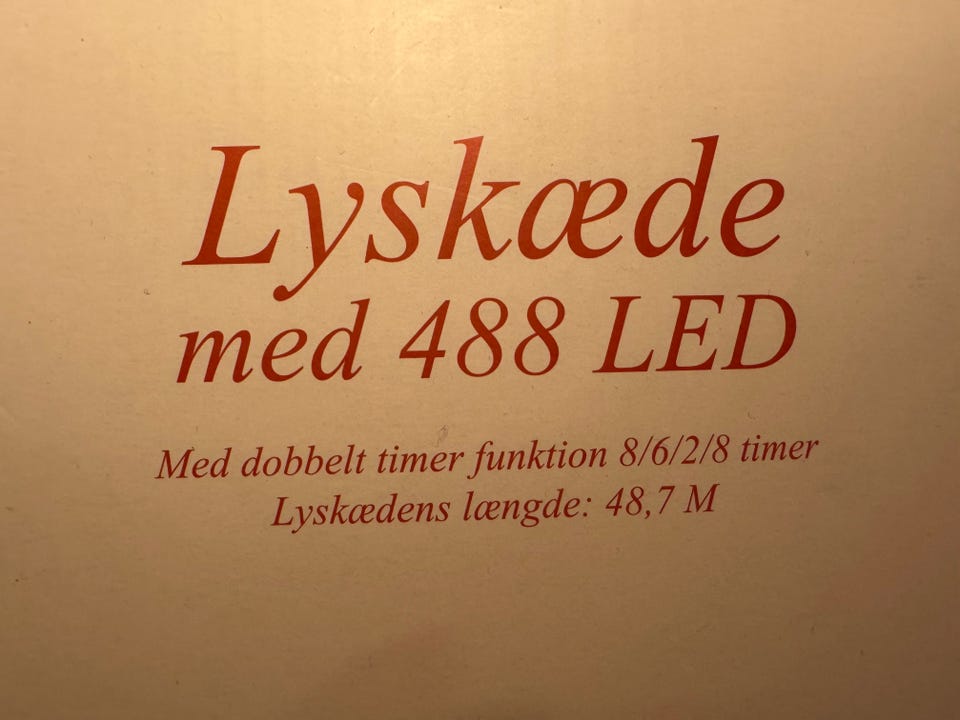 Lyskæde
med 488 LED
Med dobbelt timer funktion 8/6/2/8 timer
Lyskædens længde: 48,7 M